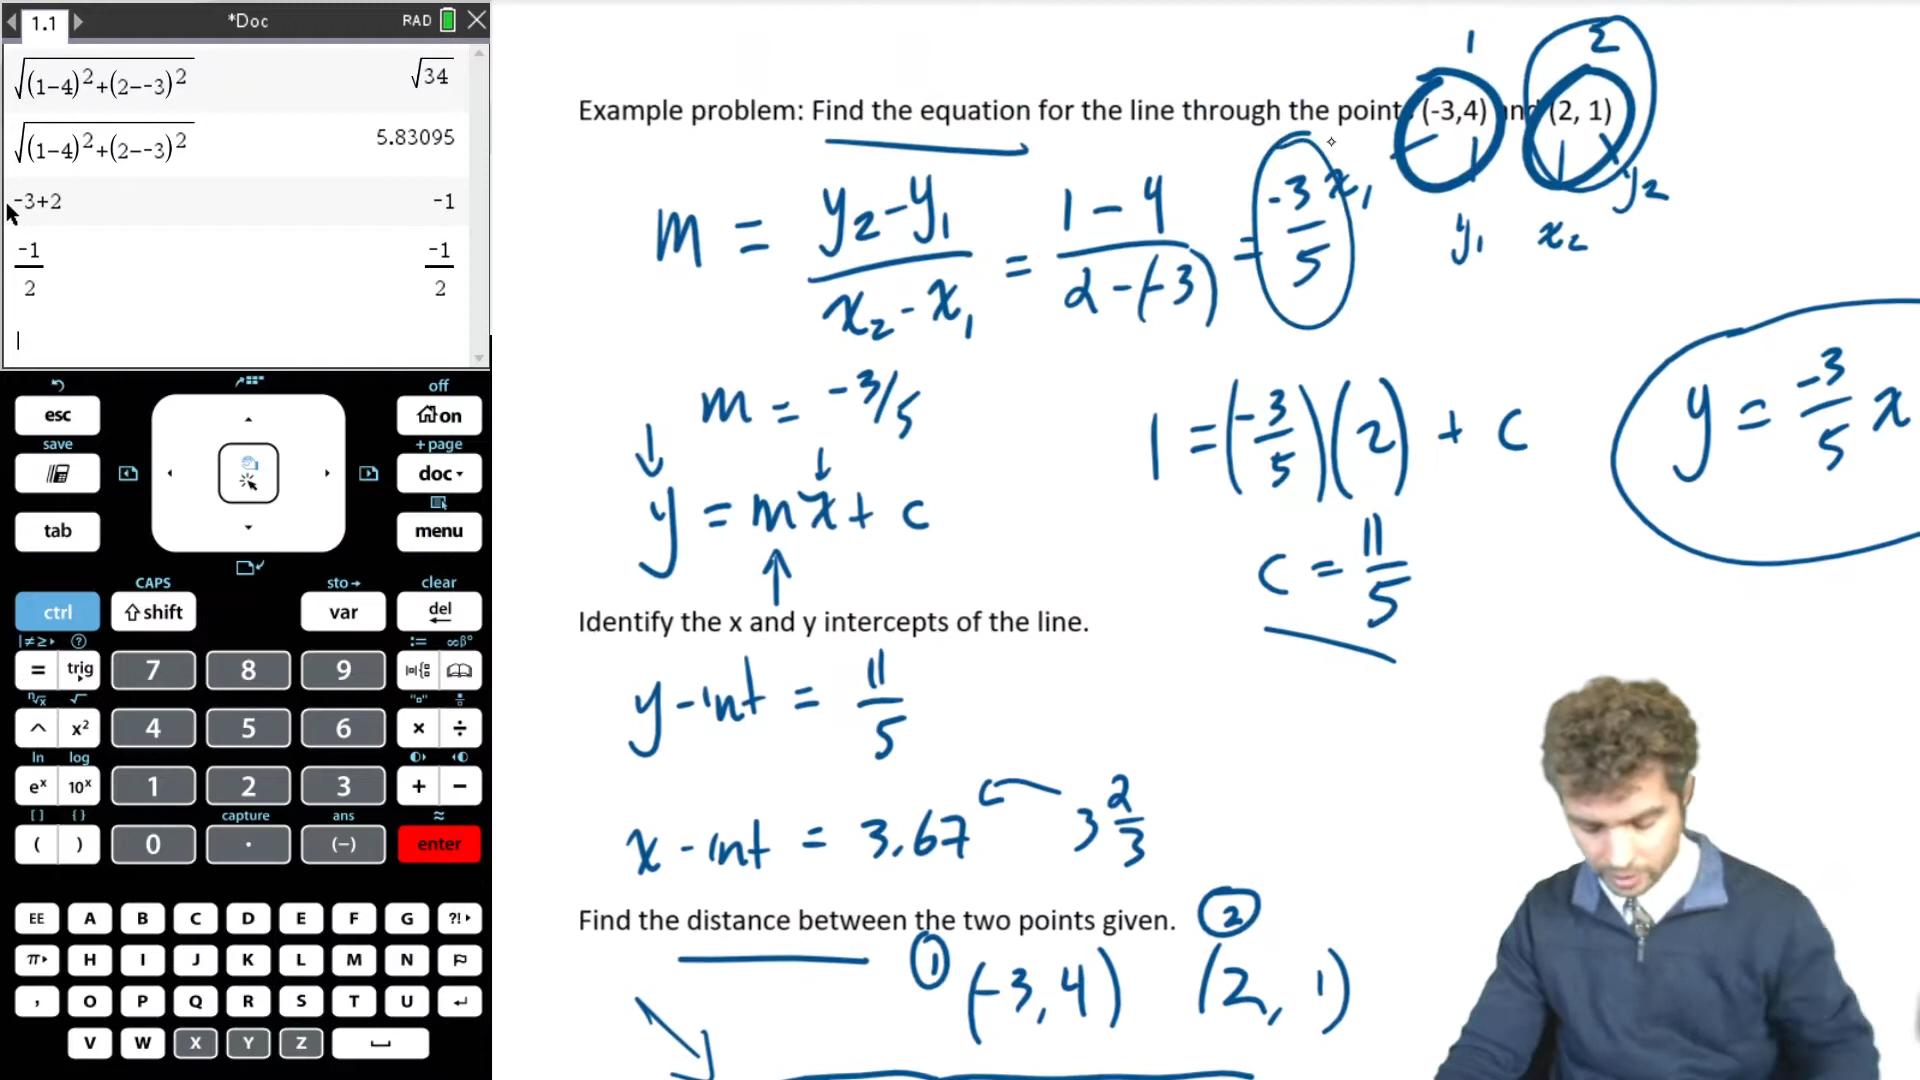 1.1 *Doc RAD
√(1-4)²+(2--3)² √34
√(1-4)²+(2--3)² 5.83095
-3+2 -1
-1/2 -1/2
off
esc on
save + page
doc
tab menu
CAPS sto→ clear
ctrl shift var del
|≠≥▸ ? := ∞β°
= trig 7 8 9 |□|{
ⁿ√x √ "□"
^ x² 4 5 6 × ÷
ln log
eˣ 10ˣ 1 2 3 + −
[ ] { } capture ans ≈
( ) 0 . (−) enter
EE A B C D E F G ?!▸
π▸ H I J K L M N
, O P Q R S T U
V W X Y Z
1 2
Example problem: Find the equation for the line through the point (-3,4) and (2, 1)
x₁ y₁ x₂ y₂
m = (y₂-y₁)/(x₂-x₁) = (1-4)/(2-(-3)) = -3/5
m = -3/5
y = mx + c
1 = (-3/5)(2) + c
c = 11/5
y = -3/5 x
Identify the x and y intercepts of the line.
y-int = 11/5
x-int = 3.67 3 2/3
Find the distance between the two points given.
① (-3,4) ② (2, 1)